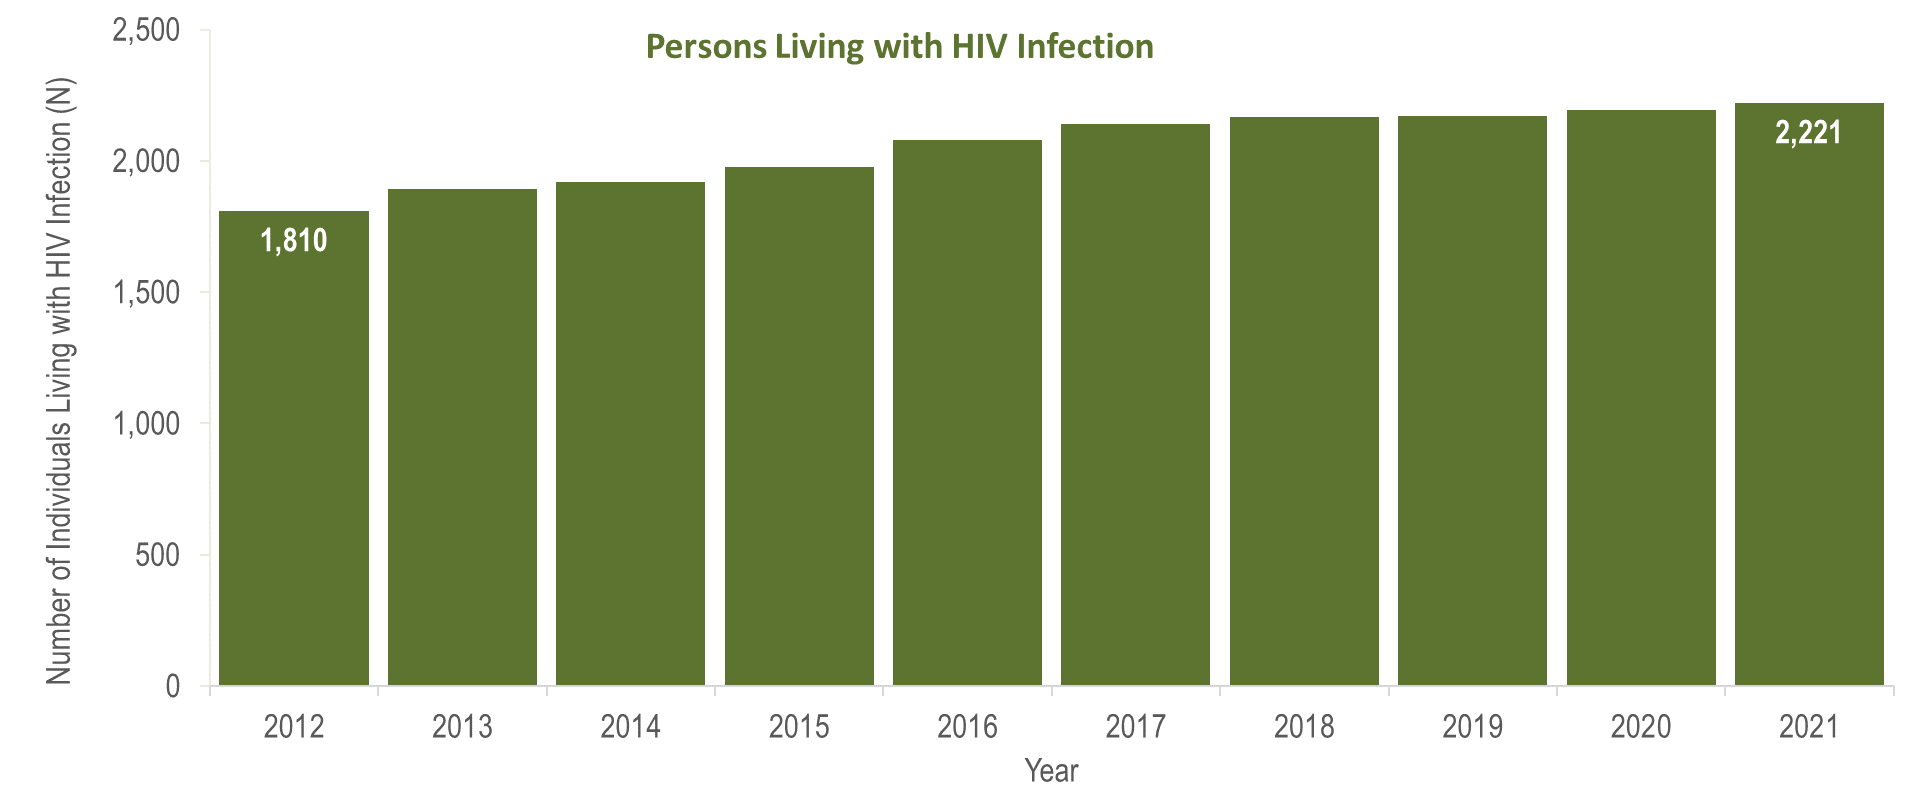 Persons Living with HIV Infection
Number of Individuals Living with HIV Infection (N)
2,500
2,000
1,500
1,000
500
0
1,810
2,221
2012 2013 2014 2015 2016 2017 2018 2019 2020 2021
Year